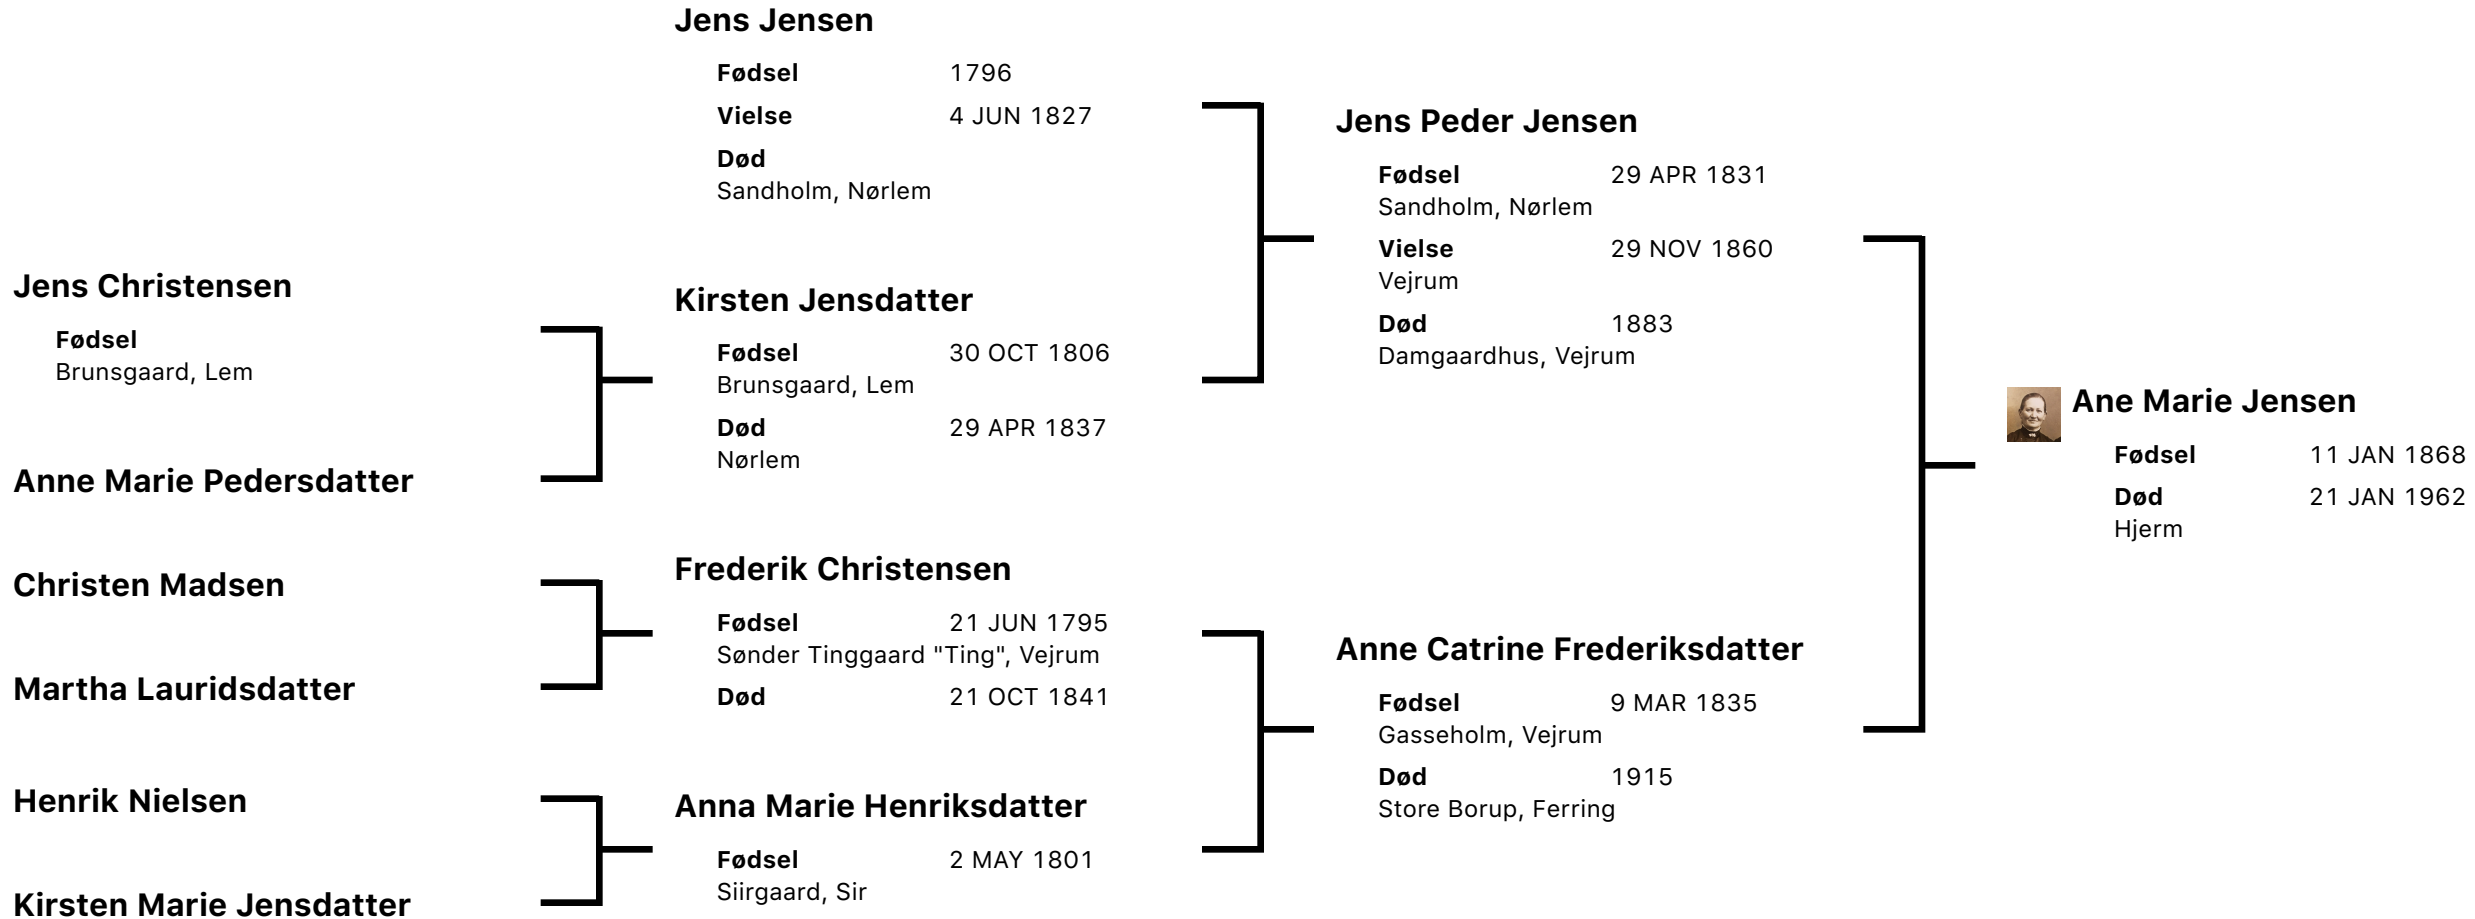 Jens Jensen
Fødsel 1796
Vielse 4 JUN 1827
Død
Sandholm, Nørlem
Jens Christensen
Fødsel
Brunsgaard, Lem
Kirsten Jensdatter
Fødsel 30 OCT 1806
Brunsgaard, Lem
Død 29 APR 1837
Nørlem
Anne Marie Pedersdatter
Christen Madsen
Martha Lauridsdatter
Frederik Christensen
Fødsel 21 JUN 1795
Sønder Tinggaard "Ting", Vejrum
Død 21 OCT 1841
Henrik Nielsen
Kirsten Marie Jensdatter
Anna Marie Henriksdatter
Fødsel 2 MAY 1801
Siirgaard, Sir
Jens Peder Jensen
Fødsel 29 APR 1831
Sandholm, Nørlem
Vielse 29 NOV 1860
Vejrum
Død 1883
Damgaardhus, Vejrum
Anne Catrine Frederiksdatter
Fødsel 9 MAR 1835
Gasseholm, Vejrum
Død 1915
Store Borup, Ferring
Ane Marie Jensen
Fødsel 11 JAN 1868
Død 21 JAN 1962
Hjerm